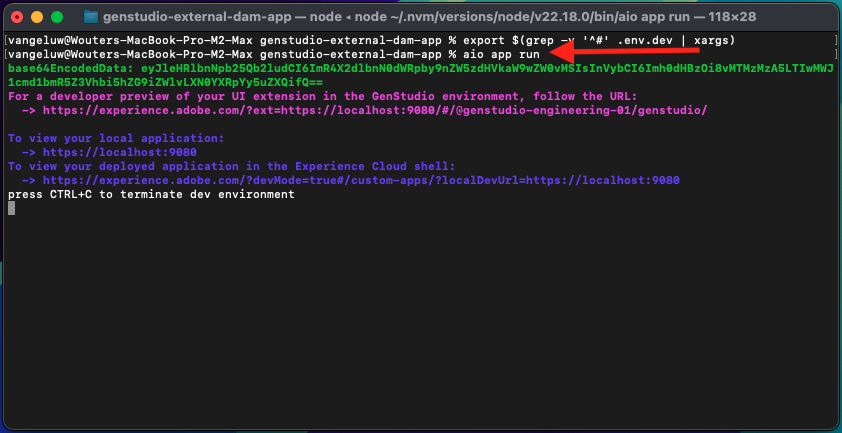 genstudio-external-dam-app — node ◂ node ~/.nvm/versions/node/v22.18.0/bin/aio app run — 118×28
[vangeluw@Wouters-MacBook-Pro-M2-Max genstudio-external-dam-app % export $(grep -v '^#' .env.dev | xargs) ]
[vangeluw@Wouters-MacBook-Pro-M2-Max genstudio-external-dam-app % aio app run ]
base64EncodedData: eyJleHRlbnNpb25Qb2ludCI6ImR4X2dlbnN0dWRpby9nZW5zdHVkaW9wZW0vMSIsInVybCI6Imh0dHBzOi8vMTMzMzA5LTIwMWJ
1cmd1bmR5Z3Vhbi5hZG9iZWlvLXN0YXRpYy5uZXQifQ==
For a developer preview of your UI extension in the GenStudio environment, follow the URL:
-> https://experience.adobe.com/?ext=https://localhost:9080/#/@genstudio-engineering-01/genstudio/
To view your local application:
-> https://localhost:9080
To view your deployed application in the Experience Cloud shell:
-> https://experience.adobe.com/?devMode=true#/custom-apps/?localDevUrl=https://localhost:9080
press CTRL+C to terminate dev environment